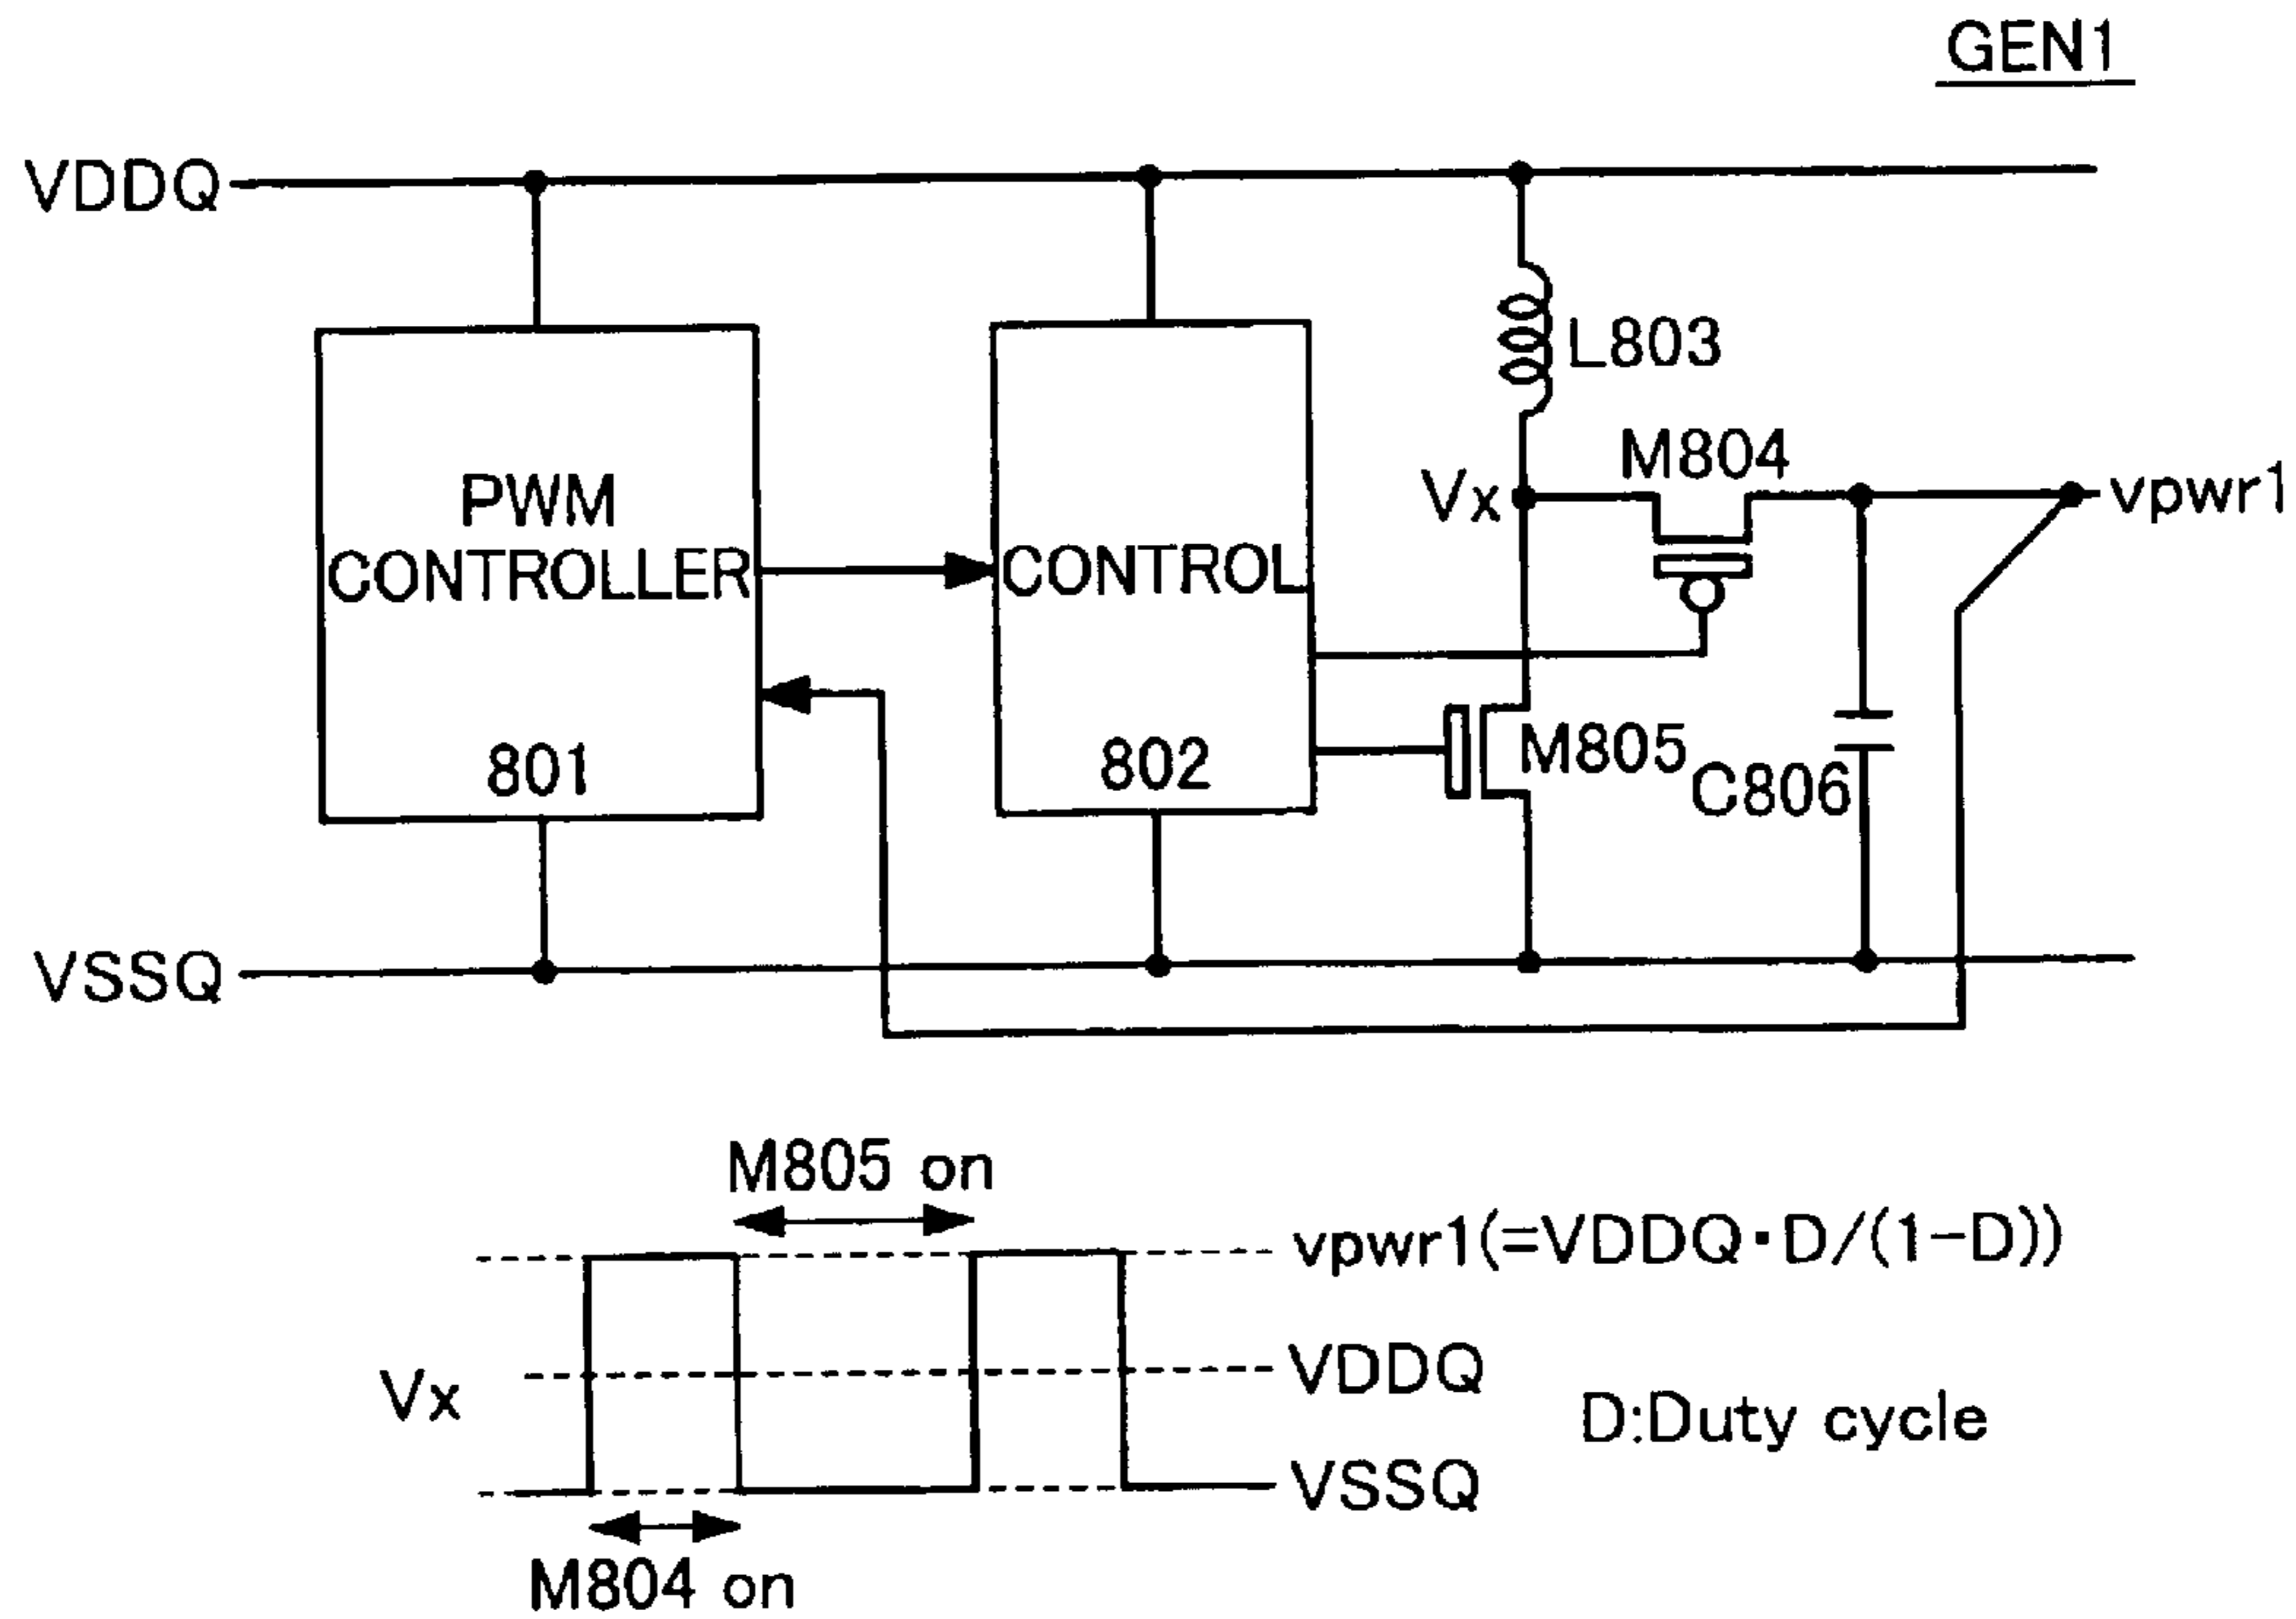 GEN1
VDDQ
L803
M804
Vx
vpwr1
PWM
CONTROLLER
CONTROL
801
802
M805
C806
VSSQ
M805 on
vpwr1(=VDDQ·D/(1-D))
VDDQ
Vx
D:Duty cycle
VSSQ
M804 on